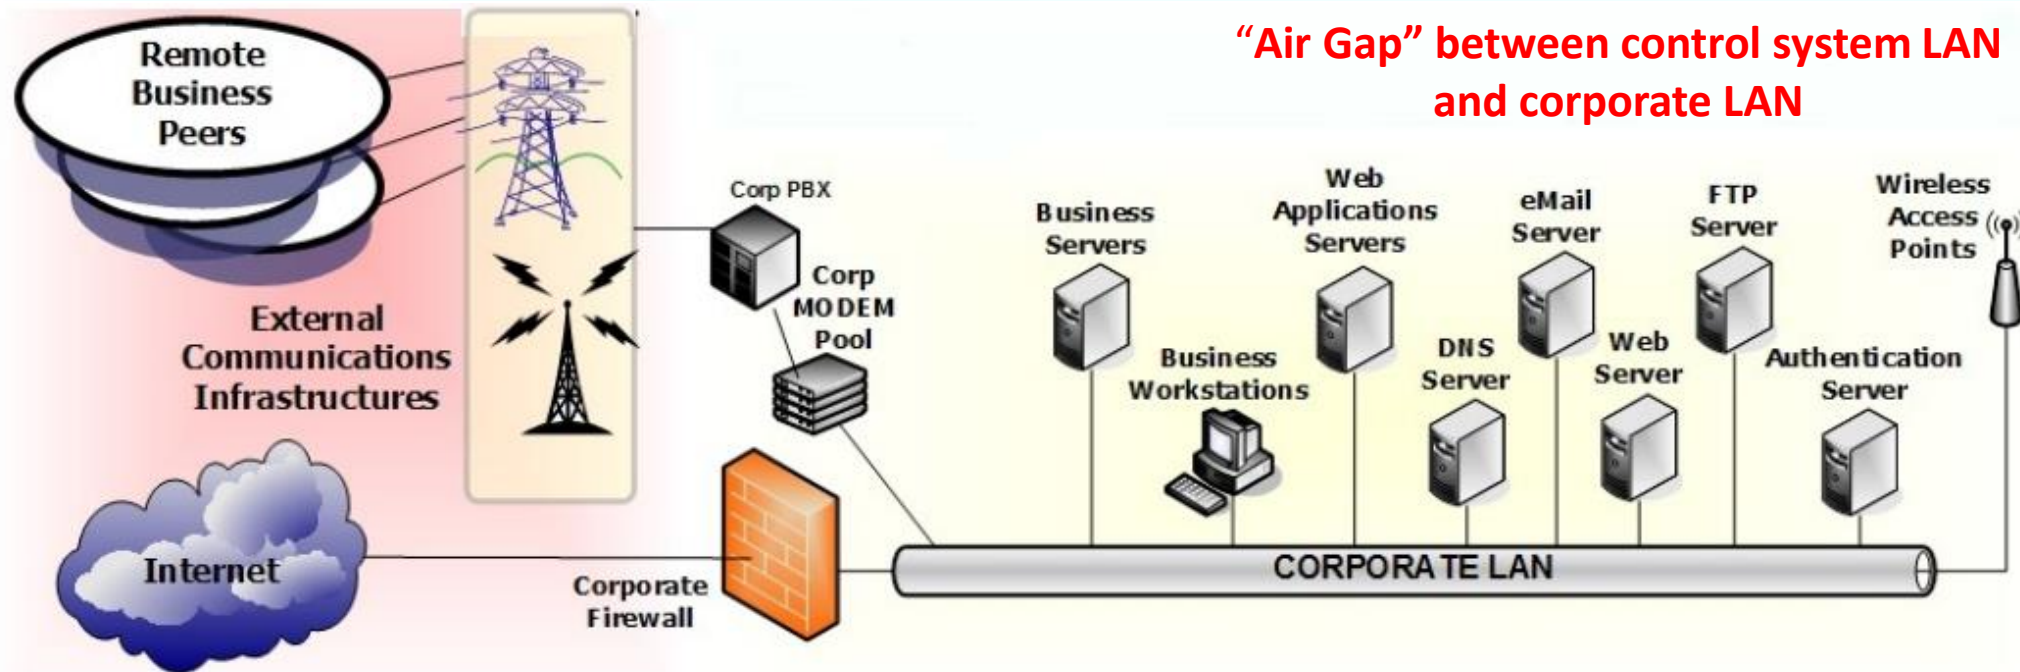 “Air Gap” between control system LAN
and corporate LAN
Remote
Business
Peers
External
Communications
Infrastructures
Internet
Corporate
Firewall
Corp PBX
Corp
MODEM
Pool
Business
Servers
Business
Workstations
Web
Applications
Servers
DNS
Server
eMail
Server
Web
Server
FTP
Server
Authentication
Server
Wireless
Access
Points
CORPORATE LAN